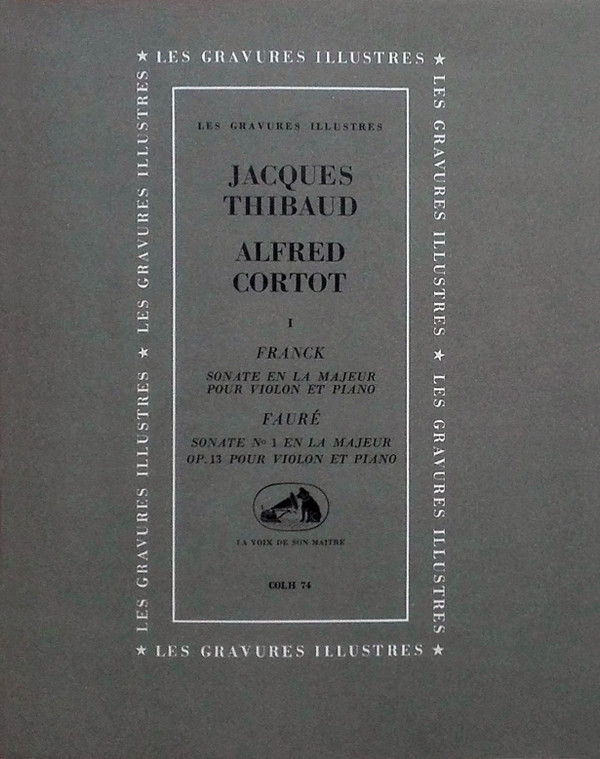 ★ LES GRAVURES ILLUSTRES ★
LES GRAVURES ILLUSTRES ★ LES GRAVURES ILLUSTRES
LES GRAVURES ILLUSTRES ★ LES GRAVURES ILLUSTRES
LES GRAVURES ILLUSTRES
JACQUES
THIBAUD
ALFRED
CORTOT
I
FRANCK
SONATE EN LA MAJEUR
POUR VIOLON ET PIANO
FAURÉ
SONATE Nº 1 EN LA MAJEUR
OP. 13 POUR VIOLON ET PIANO
LA VOIX DE SON MAITRE
COLH 74
★ LES GRAVURES ILLUSTRES ★